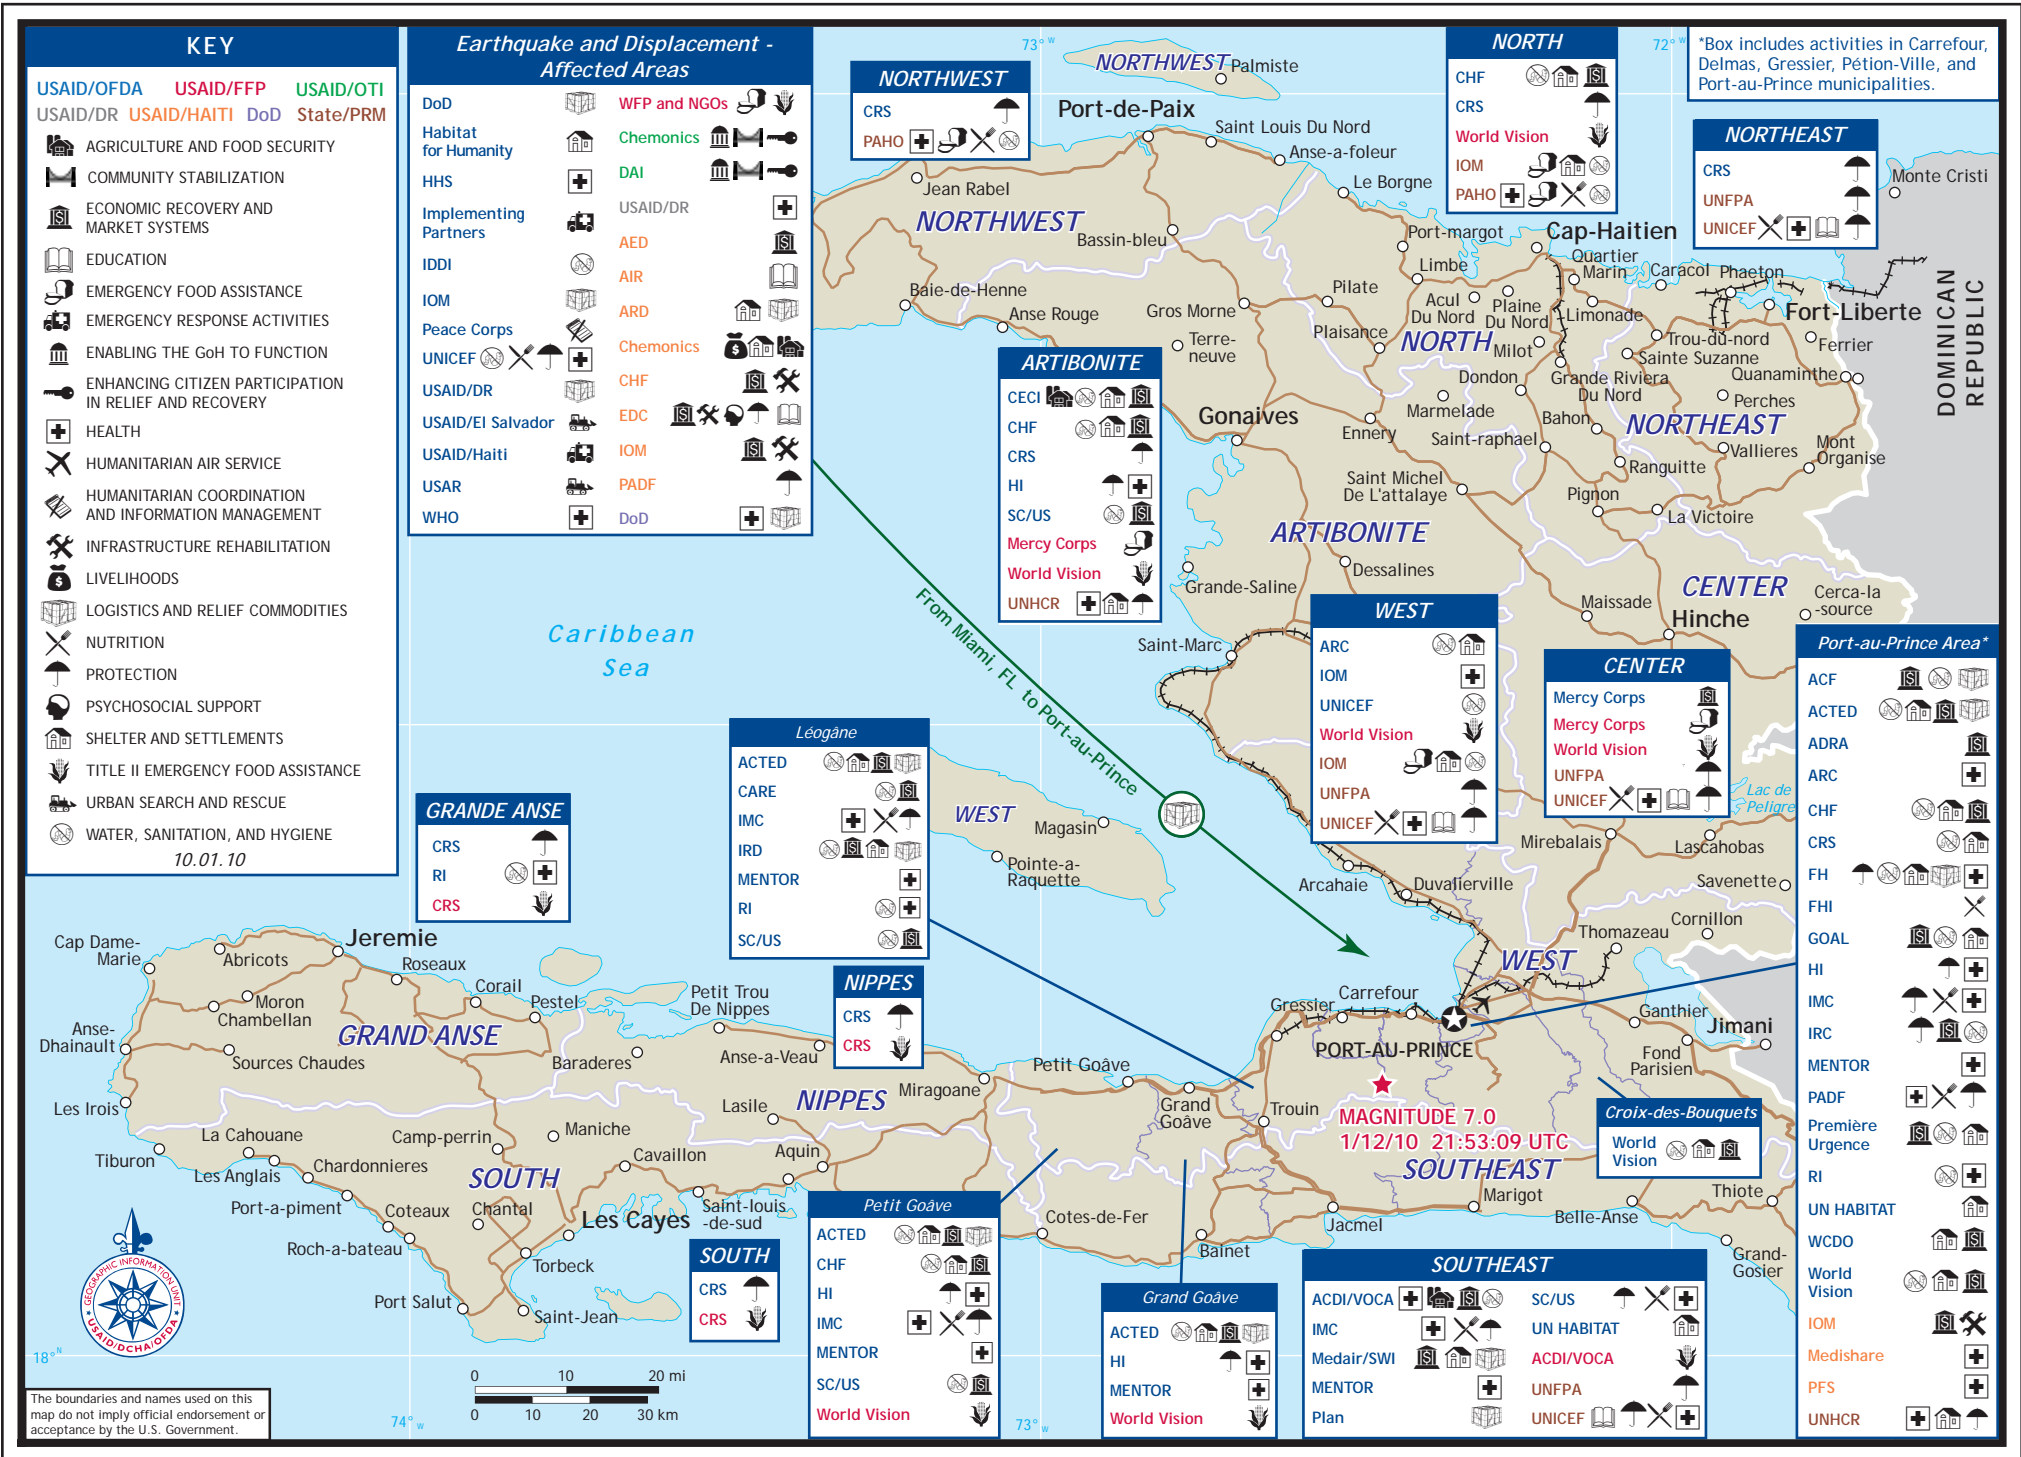 KEY
USAID/OFDA USAID/FFP USAID/OTI
USAID/DR USAID/HAITI DoD State/PRM
AGRICULTURE AND FOOD SECURITY
COMMUNITY STABILIZATION
ECONOMIC RECOVERY AND
MARKET SYSTEMS
EDUCATION
EMERGENCY FOOD ASSISTANCE
EMERGENCY RESPONSE ACTIVITIES
ENABLING THE GoH TO FUNCTION
ENHANCING CITIZEN PARTICIPATION
IN RELIEF AND RECOVERY
HEALTH
HUMANITARIAN AIR SERVICE
HUMANITARIAN COORDINATION
AND INFORMATION MANAGEMENT
INFRASTRUCTURE REHABILITATION
LIVELIHOODS
LOGISTICS AND RELIEF COMMODITIES
NUTRITION
PROTECTION
PSYCHOSOCIAL SUPPORT
SHELTER AND SETTLEMENTS
TITLE II EMERGENCY FOOD ASSISTANCE
URBAN SEARCH AND RESCUE
WATER, SANITATION, AND HYGIENE
10.01.10
Earthquake and Displacement -
Affected Areas
DoD
Habitat
for Humanity
HHS
Implementing
Partners
IDDI
IOM
Peace Corps
UNICEF
USAID/DR
USAID/El Salvador
USAID/Haiti
USAR
WHO
WFP and NGOs
Chemonics
DAI
USAID/DR
AED
AIR
ARD
Chemonics
CHF
EDC
IOM
PADF
DoD
NORTHWEST
CRS
PAHO
NORTH
CHF
CRS
World Vision
IOM
PAHO
*Box includes activities in Carrefour,
Delmas, Gressier, Pétion-Ville, and
Port-au-Prince municipalities.
NORTHEAST
CRS
UNFPA
UNICEF
ARTIBONITE
CECI
CHF
CRS
HI
SC/US
Mercy Corps
World Vision
UNHCR
WEST
ARC
IOM
UNICEF
World Vision
IOM
UNFPA
UNICEF
CENTER
Mercy Corps
Mercy Corps
World Vision
UNFPA
UNICEF
Port-au-Prince Area*
ACF
ACTED
ADRA
ARC
CHF
CRS
FH
FHI
GOAL
HI
IMC
IRC
MENTOR
PADF
Première
Urgence
RI
UN HABITAT
WCDO
World
Vision
IOM
Medishare
PFS
UNHCR
Léogâne
ACTED
CARE
IMC
IRD
MENTOR
RI
SC/US
GRANDE ANSE
CRS
RI
CRS
NIPPES
CRS
CRS
SOUTH
CRS
CRS
Petit Goâve
ACTED
CHF
HI
IMC
MENTOR
SC/US
World Vision
Grand Goâve
ACTED
HI
MENTOR
World Vision
SOUTHEAST
ACDI/VOCA
IMC
Medair/SWI
MENTOR
Plan
SC/US
UN HABITAT
ACDI/VOCA
UNFPA
UNICEF
Croix-des-Bouquets
World
Vision
73° W
72° W
NORTHWEST
Palmiste
Port-de-Paix
Saint Louis Du Nord
Anse-a-foleur
Le Borgne
Jean Rabel
NORTHWEST
Bassin-bleu
Port-margot
Cap-Haitien
Monte Cristi
Quartier
Marin
Caracol
Phaeton
Limbe
Baie-de-Henne
Anse Rouge
Gros Morne
Pilate
Acul
Du Nord
Plaine
Du Nord
Limonade
Fort-Liberte
DOMINICAN
REPUBLIC
Terre-
neuve
Plaisance
NORTH
Milot
Trou-du-nord
Sainte Suzanne
Ferrier
Quanaminthe
Dondon
Grande Riviera
Du Nord
Perches
Marmelade
Gonaives
Ennery
Bahon
Saint-raphael
NORTHEAST
Vallieres
Mont
Organise
Ranguitte
Saint Michel
De L'attalaye
Pignon
La Victoire
ARTIBONITE
Dessalines
Grande-Saline
CENTER
Cerca-la
-source
Maissade
Hinche
Saint-Marc
Caribbean
Sea
From Miami, FL to Port-au-Prince
Lac de
Peligre
Mirebalais
Lascahobas
Savenette
WEST
Magasin
Pointe-a-
Raquette
Arcahaie
Duvalierville
Cornillon
Thomazeau
WEST
Cap Dame-
Marie
Abricots
Jeremie
Roseaux
Corail
Pestel
Petit Trou
De Nippes
Moron
Chambellan
GRAND ANSE
Anse-
Dhainault
Sources Chaudes
Baraderes
Anse-a-Veau
Miragoane
Petit Goâve
Gressier
Carrefour
Ganthier
Jimani
Fond
Parisien
PORT-AU-PRINCE
Les Irois
Lasile
NIPPES
Grand
Goâve
Trouin
MAGNITUDE 7.0
1/12/10 21:53:09 UTC
SOUTHEAST
La Cahouane
Camp-perrin
Maniche
Tiburon
Les Anglais
Chardonnieres
Cavaillon
Aquin
SOUTH
Port-a-piment
Coteaux
Chantal
Les Cayes
Saint-louis
-de-sud
Cotes-de-Fer
Jacmel
Marigot
Belle-Anse
Thiote
Roch-a-bateau
Torbeck
Bainet
Grand-
Gosier
Port Salut
Saint-Jean
GEOGRAPHIC INFORMATION UNIT
USAID/DCHA/OFDA
18° N
0 10 20 mi
0 10 20 30 km
74° W
73° W
The boundaries and names used on this
map do not imply official endorsement or
acceptance by the U.S. Government.